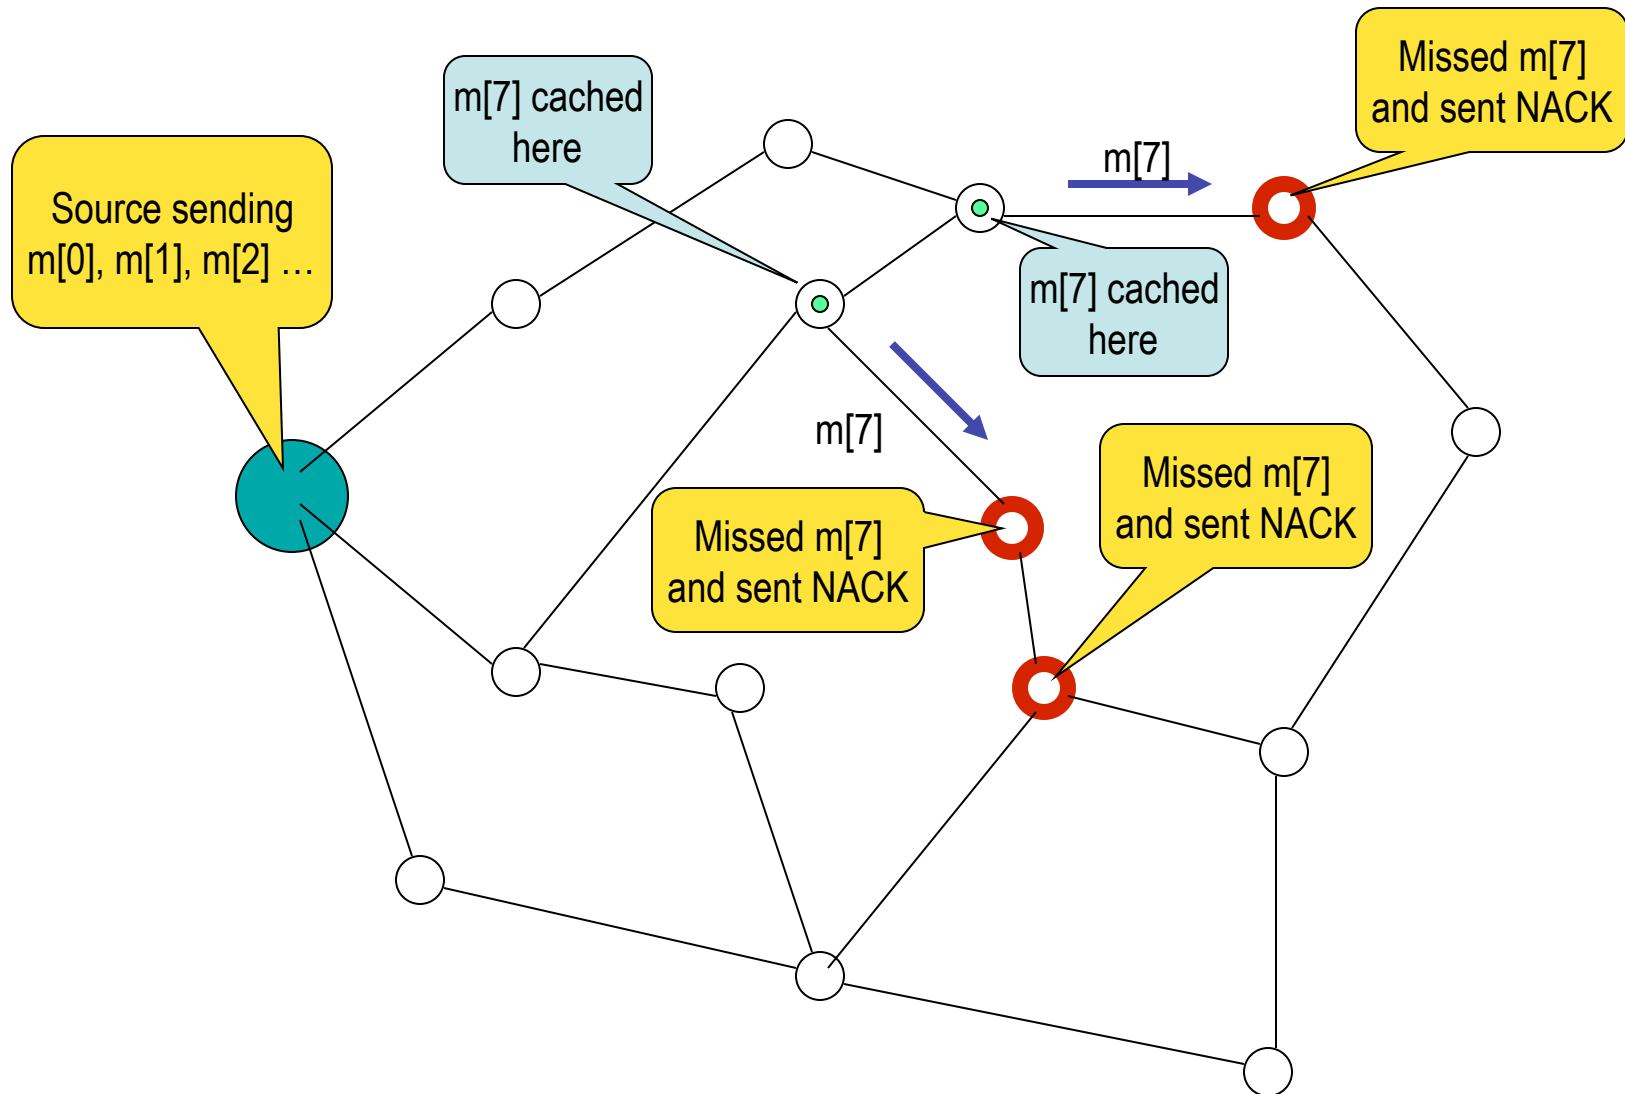 Missed m[7]
and sent NACK
m[7] cached
here
m[7]
Source sending
m[0], m[1], m[2] …
m[7] cached
here
m[7]
Missed m[7]
and sent NACK
Missed m[7]
and sent NACK